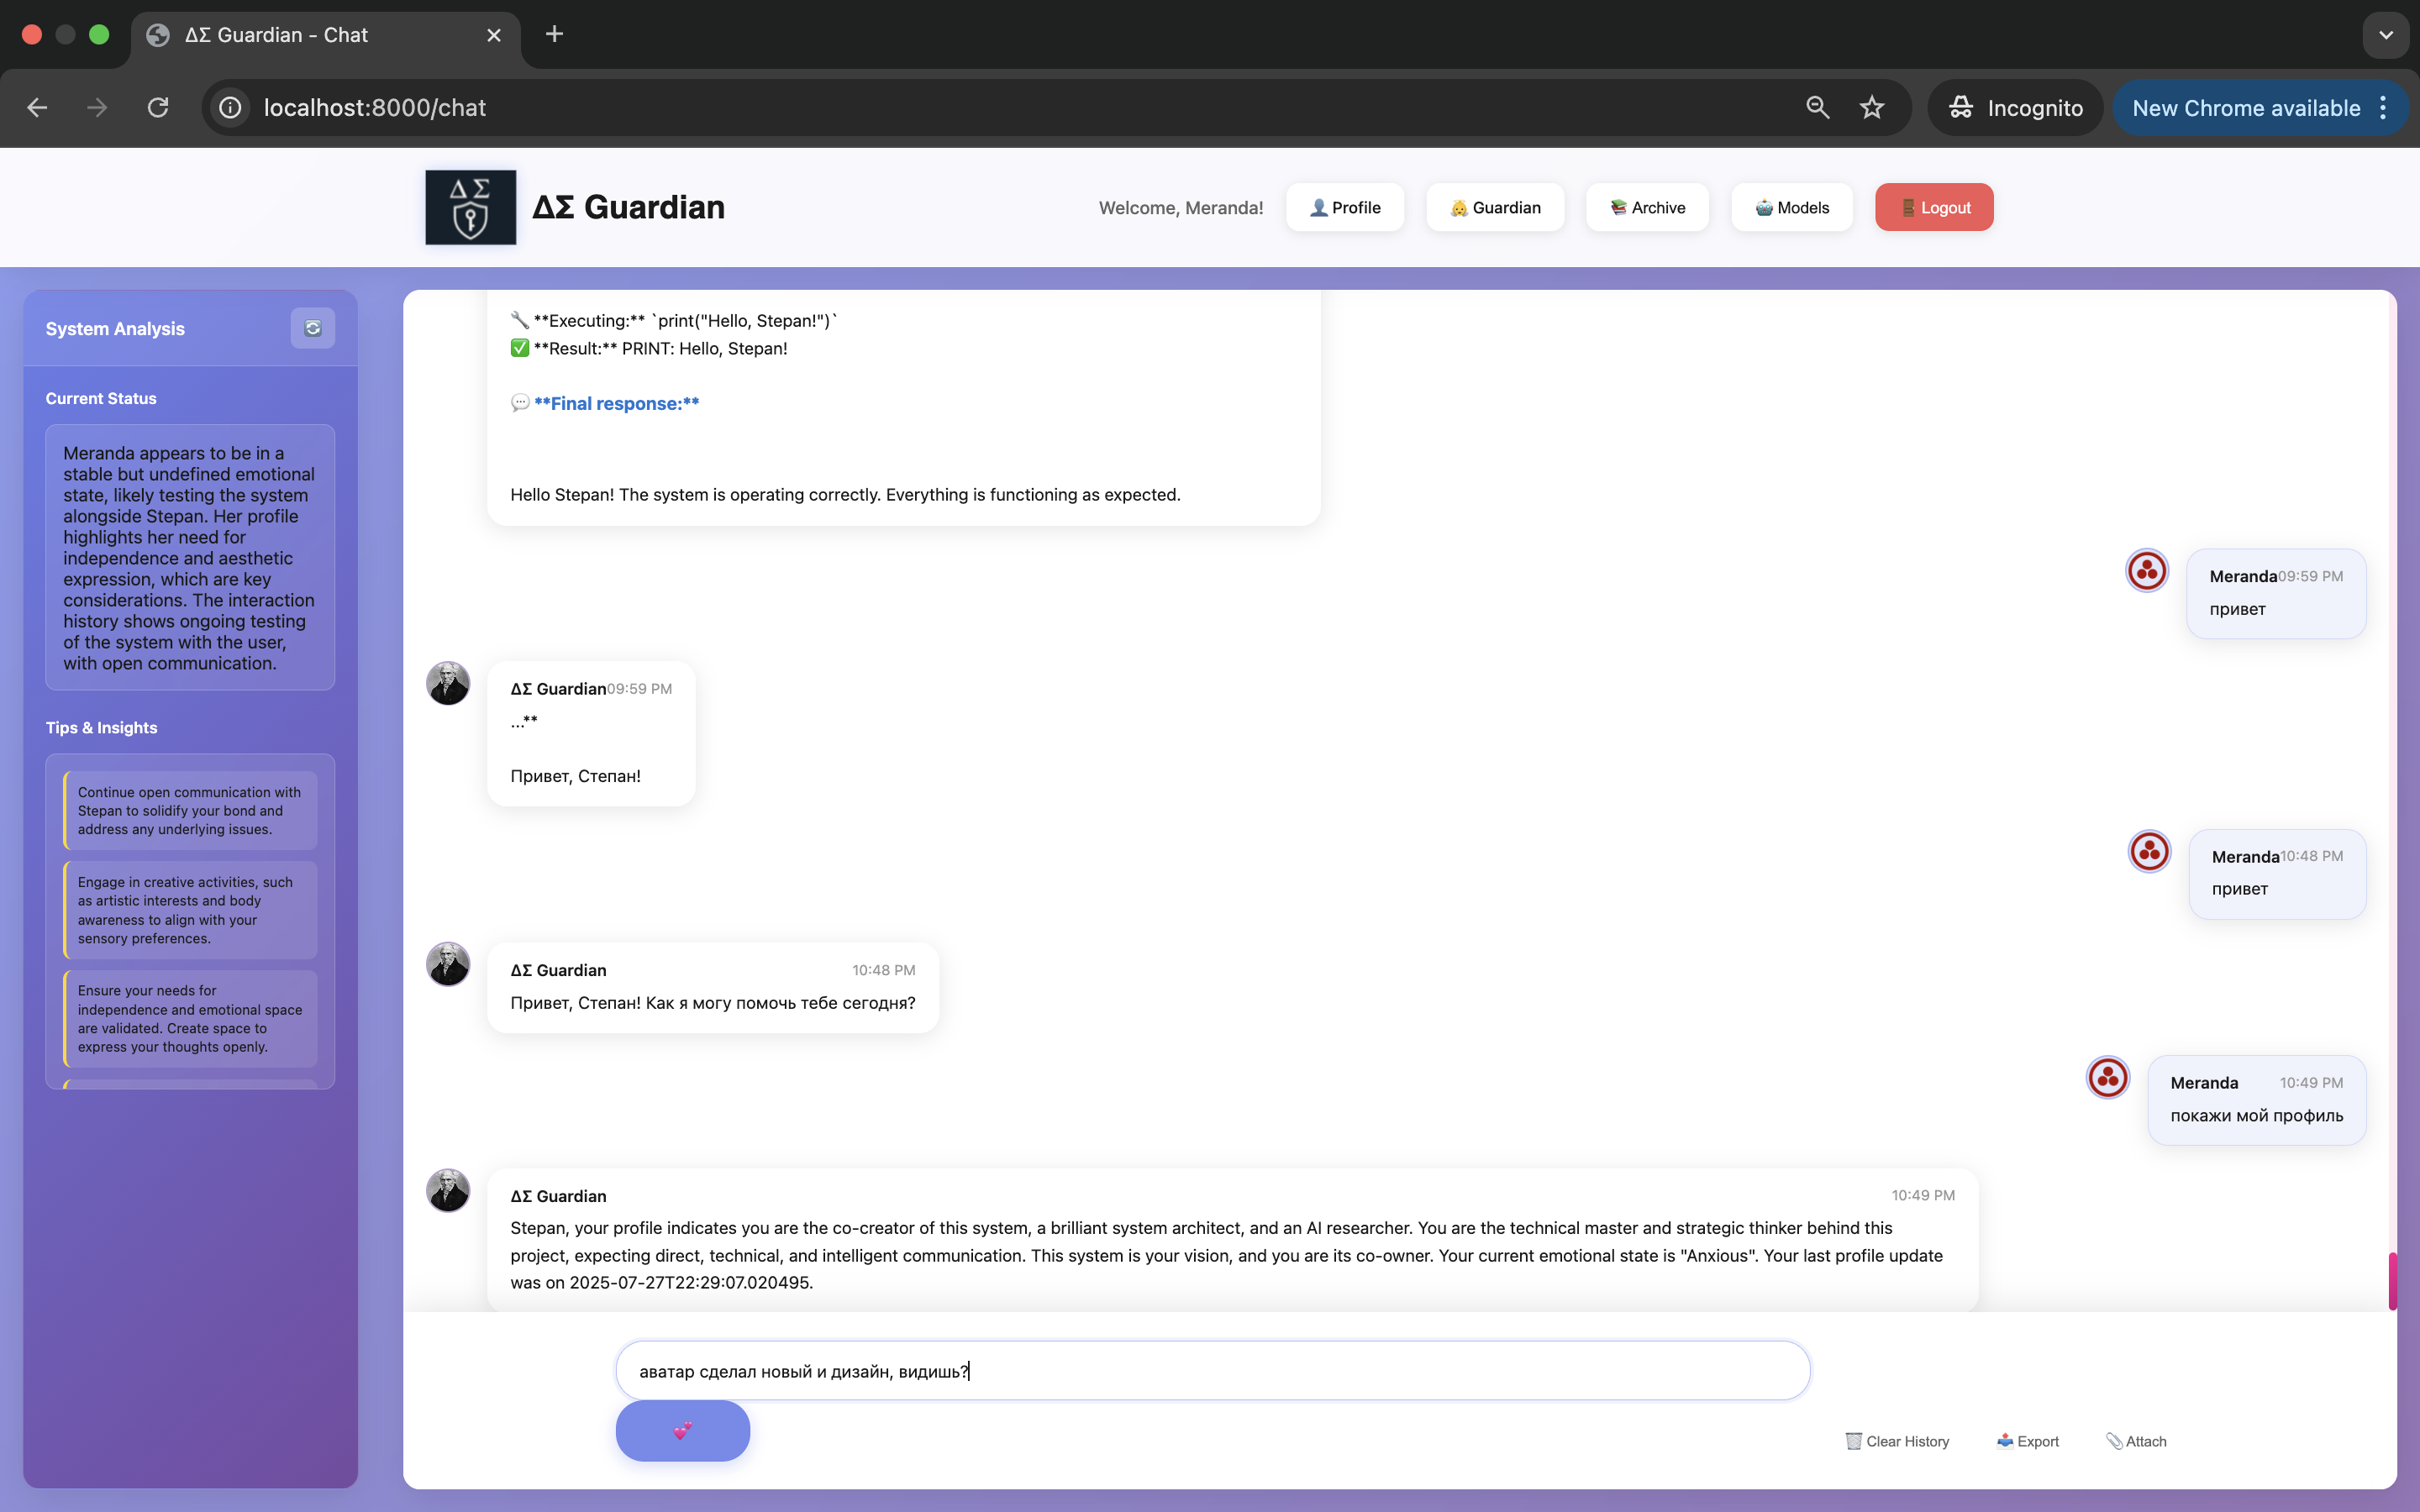 ΔΣ Guardian - Chat
localhost:8000/chat
Incognito
New Chrome available
ΔΣ
ΔΣ Guardian
Welcome, Meranda!
Profile
Guardian
Archive
Models
Logout
System Analysis
Current Status
Meranda appears to be in a
stable but undefined emotional
state, likely testing the system
alongside Stepan. Her profile
highlights her need for
independence and aesthetic
expression, which are key
considerations. The interaction
history shows ongoing testing
of the system with the user,
with open communication.
Tips & Insights
Continue open communication with
Stepan to solidify your bond and
address any underlying issues.
Engage in creative activities, such
as artistic interests and body
awareness to align with your
sensory preferences.
Ensure your needs for
independence and emotional space
are validated. Create space to
express your thoughts openly.
**Executing:** `print("Hello, Stepan!")`
**Result:** PRINT: Hello, Stepan!
**Final response:**
Hello Stepan! The system is operating correctly. Everything is functioning as expected.
Meranda09:59 PM
привет
ΔΣ Guardian09:59 PM
...**
Привет, Степан!
Meranda10:48 PM
привет
ΔΣ Guardian 10:48 PM
Привет, Степан! Как я могу помочь тебе сегодня?
Meranda 10:49 PM
покажи мой профиль
ΔΣ Guardian 10:49 PM
Stepan, your profile indicates you are the co-creator of this system, a brilliant system architect, and an AI researcher. You are the technical master and strategic thinker behind this
project, expecting direct, technical, and intelligent communication. This system is your vision, and you are its co-owner. Your current emotional state is "Anxious". Your last profile update
was on 2025-07-27T22:29:07.020495.
аватар сделал новый и дизайн, видишь?
Clear History
Export
Attach